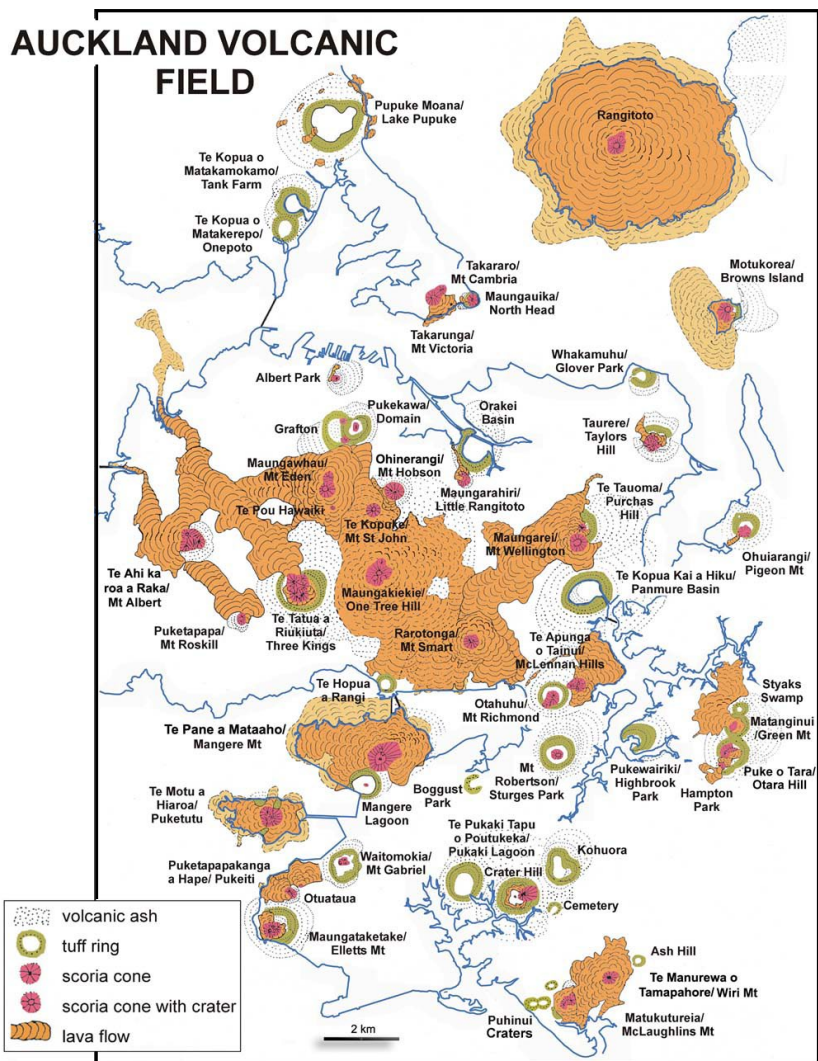 AUCKLAND VOLCANIC
FIELD
Pupuke Moana/
Lake Pupuke
Rangitoto
Te Kopua o
Matakamokamo/
Tank Farm
Te Kopua o
Matakerepo/
Onepoto
Takararo/
Mt Cambria
Maungauika/
North Head
Takarunga/
Mt Victoria
Motukorea/
Browns Island
Albert Park
Whakamuhu/
Glover Park
Grafton
Pukekawa/
Domain
Orakei
Basin
Taurere/
Taylors
Hill
Maungawhau/
Mt Eden
Ohinerangi/
Mt Hobson
Maungarahiri/
Little Rangitoto
Te Tauoma/
Purchas
Hill
Te Pou Hawaiki
Te Kopuke/
Mt St John
Maungarei/
Mt Wellington
Ohuiarangi/
Pigeon Mt
Te Ahi ka
roa a Raka/
Mt Albert
Maungakiekie/
One Tree Hill
Te Kopua Kai a Hiku/
Panmure Basin
Puketapapa/
Mt Roskill
Te Tatua a
Riukiuta/
Three Kings
Rarotonga/
Mt Smart
Te Apunga
o Tainui/
McLennan Hills
Te Hopua
a Rangi
Otahuhu/
Mt Richmond
Styaks
Swamp
Te Pane a Mataaho/
Mangere Mt
Matanginui
/Green Mt
Mt
Robertson/
Sturges Park
Pukewairiki/
Highbrook
Park
Puke o Tara/
Otara Hill
Hampton
Park
Te Motu a
Hiaroa/
Puketutu
Mangere
Lagoon
Boggust
Park
Te Pukaki Tapu
o Poutukeka/
Pukaki Lagoon
Kohuora
Puketapapakanga
a Hape/ Pukeiti
Waitomokia/
Mt Gabriel
Crater Hill
Otuataua
Cemetery
Maungataketake/
Elletts Mt
Ash Hill
Te Manurewa o
Tamapahore/ Wiri Mt
Puhinui
Craters
Matukutureia/
McLaughlins Mt
volcanic ash
tuff ring
scoria cone
scoria cone with crater
lava flow
2 km